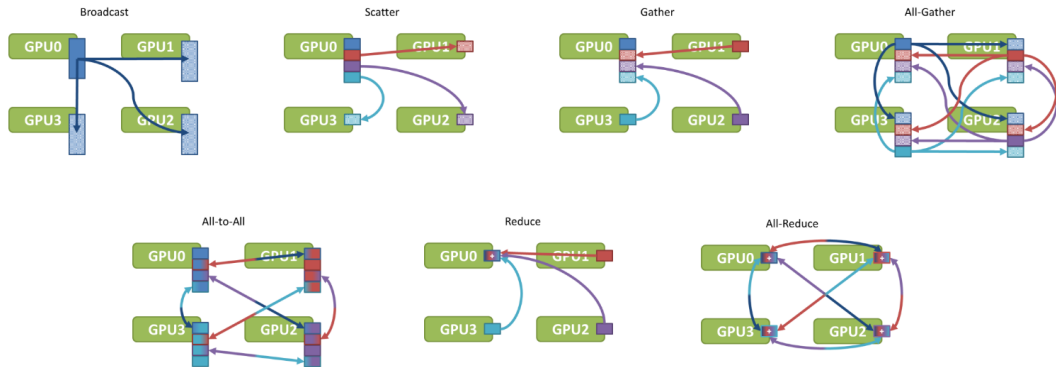 Broadcast
GPU0 GPU1
GPU3 GPU2
Scatter
GPU0 GPU1
GPU3 GPU2
Gather
GPU0 GPU1
GPU3 GPU2
All-Gather
GPU0 GPU1
GPU3 GPU2
All-to-All
GPU0 GPU1
GPU3 GPU2
Reduce
GPU0 + GPU1
GPU3 GPU2
All-Reduce
GPU0 + GPU1 +
GPU3 + GPU2 +